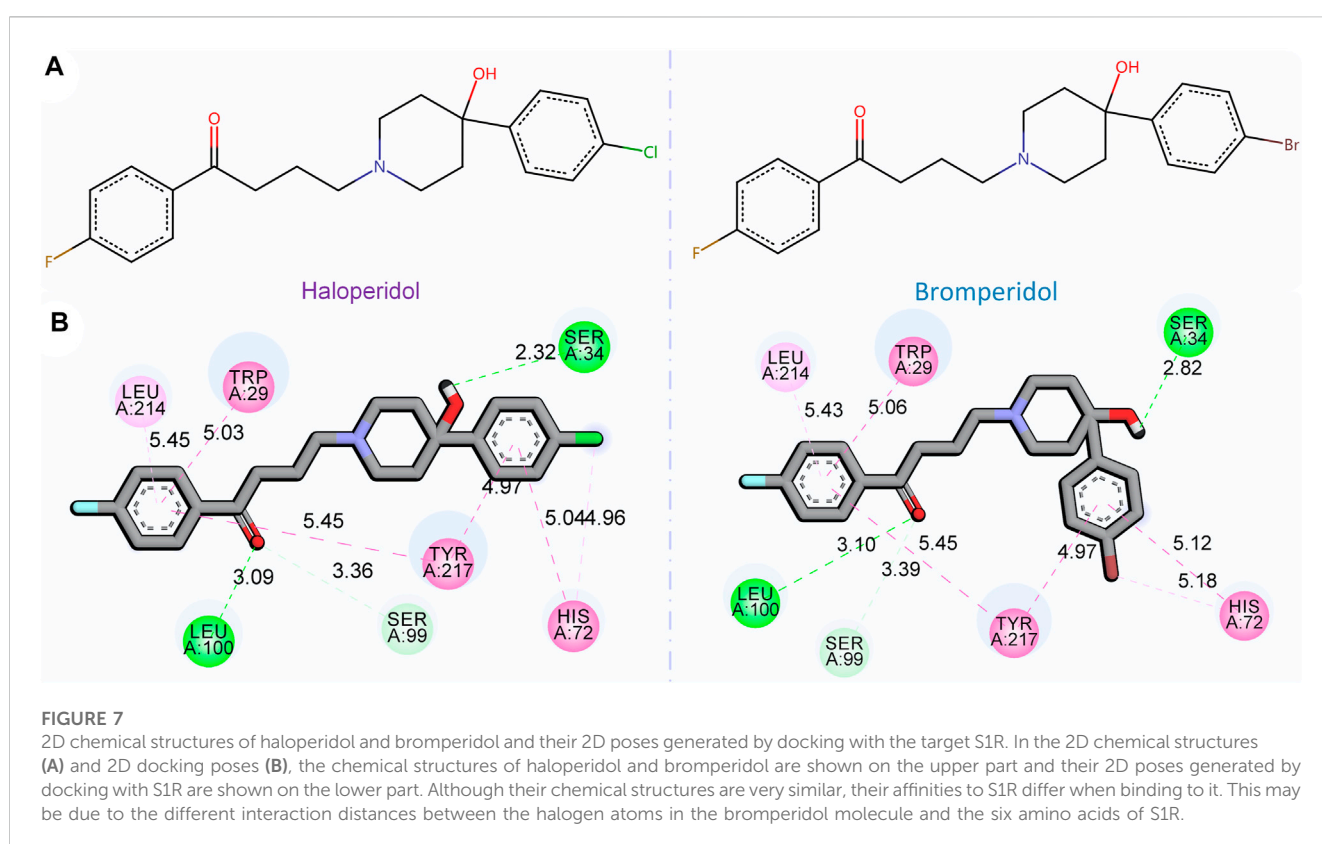 A
OH
O
N
Cl
F
Haloperidol
OH
O
N
Br
F
Bromperidol
B
SER
A:34
2.32
TRP
A:29
LEU
A:214
5.45
5.03
4.97
5.45
5.044.96
3.09
3.36
TYR
A:217
LEU
A:100
SER
A:99
HIS
A:72
SER
A:34
2.82
TRP
A:29
LEU
A:214
5.43
5.06
3.10
5.45
4.97
5.12
3.39
5.18
LEU
A:100
SER
A:99
TYR
A:217
HIS
A:72
FIGURE 7
2D chemical structures of haloperidol and bromperidol and their 2D poses generated by docking with the target S1R. In the 2D chemical structures
(A) and 2D docking poses (B), the chemical structures of haloperidol and bromperidol are shown on the upper part and their 2D poses generated by
docking with S1R are shown on the lower part. Although their chemical structures are very similar, their affinities to S1R differ when binding to it. This may
be due to the different interaction distances between the halogen atoms in the bromperidol molecule and the six amino acids of S1R.